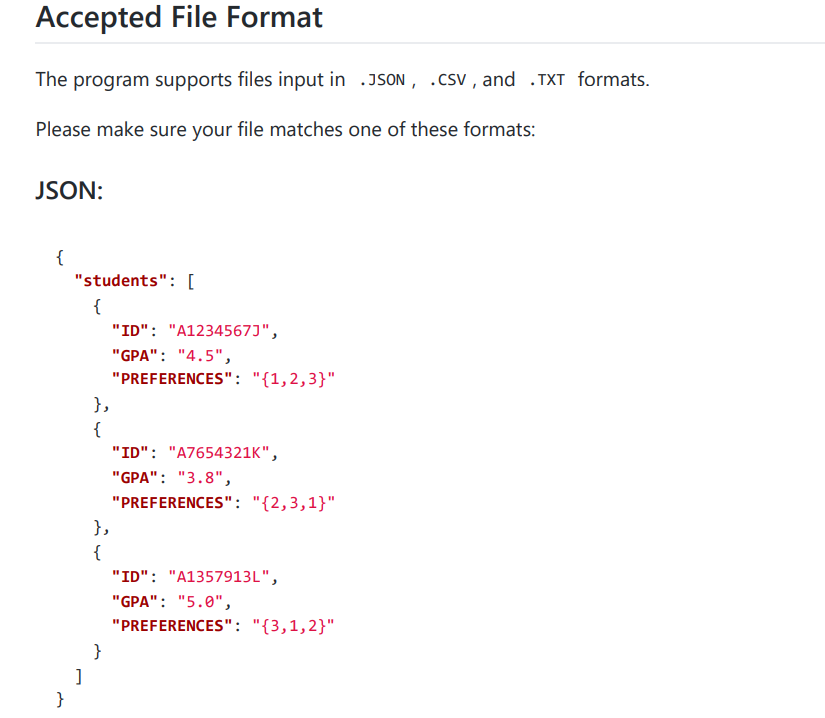 Accepted File Format
The program supports files input in .JSON, .CSV, and .TXT formats.
Please make sure your file matches one of these formats:
JSON:
{
  "students": [
    {
      "ID": "A1234567J",
      "GPA": "4.5",
      "PREFERENCES": "{1,2,3}"
    },
    {
      "ID": "A7654321K",
      "GPA": "3.8",
      "PREFERENCES": "{2,3,1}"
    },
    {
      "ID": "A1357913L",
      "GPA": "5.0",
      "PREFERENCES": "{3,1,2}"
    }
  ]
}